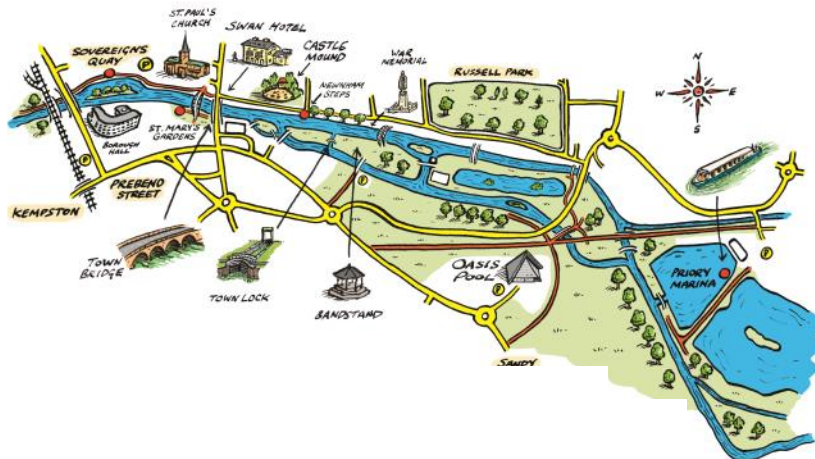 ST. PAUL'S
CHURCH
SWAN HOTEL
CASTLE
MOUND
WAR
MEMORIAL
SOVEREIGNS
QUAY
P
NEWNHAM
STEPS
RUSSELL PARK
N
W E
S
ST. MARY'S
GARDENS
BOROUGH
HALL
P
PREBEND
STREET
KEMPSTON
P
TOWN
BRIDGE
TOWN LOCK
BANDSTAND
OASIS
POOL
P
PRIORY
MARINA
P
SANDY